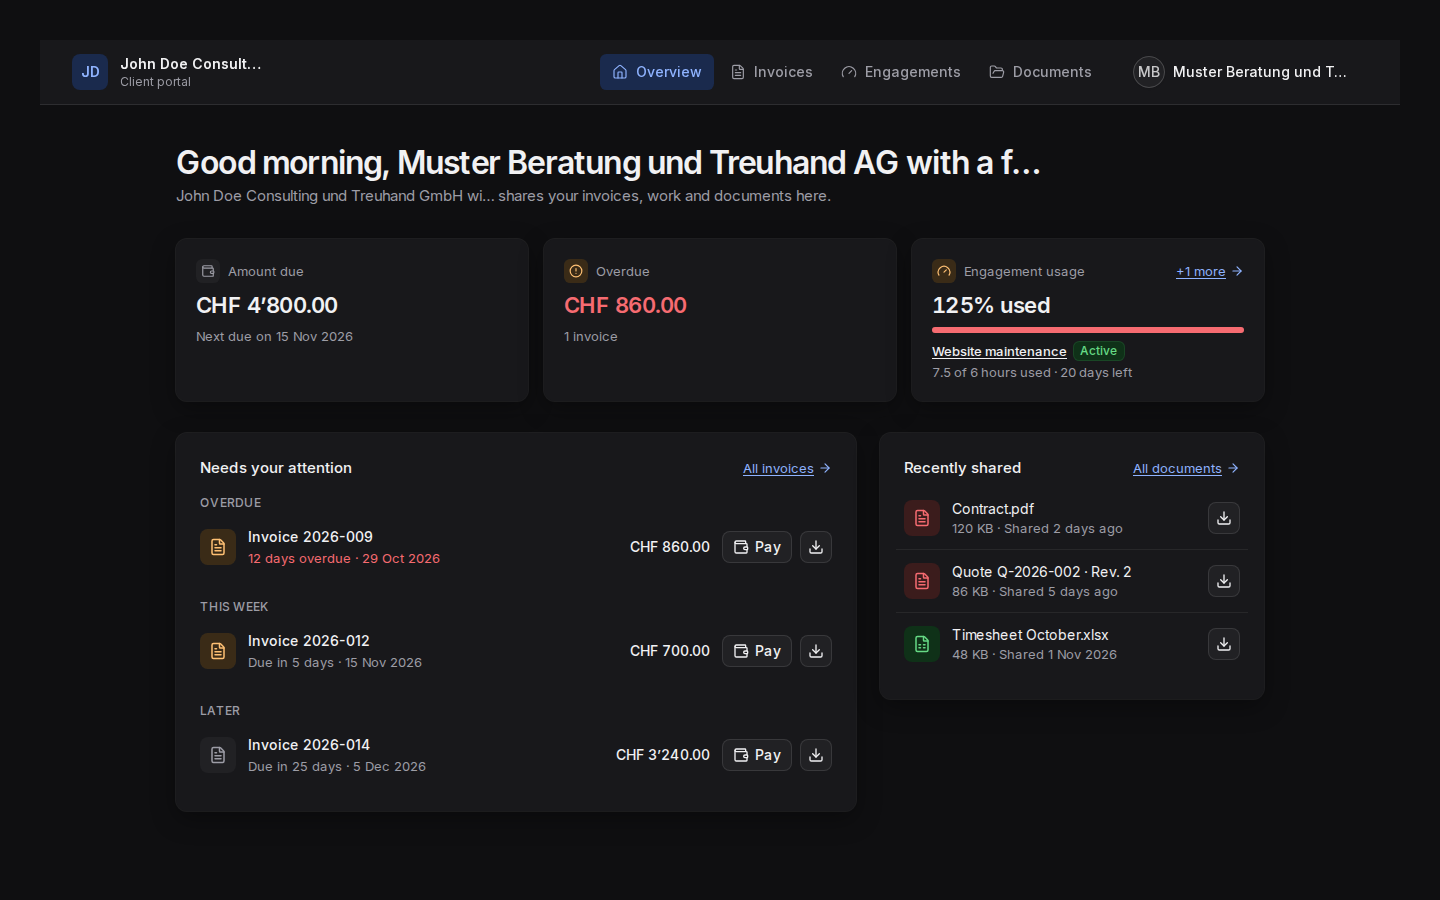 JD
John Doe Consult…
Client portal
Overview
Invoices
Engagements
Documents
MB
Muster Beratung und T…
Good morning, Muster Beratung und Treuhand AG with a f…
John Doe Consulting und Treuhand GmbH wi… shares your invoices, work and documents here.
Amount due
CHF 4’800.00
Next due on 15 Nov 2026
Overdue
CHF 860.00
1 invoice
Engagement usage
+1 more
125% used
Website maintenance Active
7.5 of 6 hours used · 20 days left
Needs your attention
All invoices
OVERDUE
Invoice 2026-009
12 days overdue · 29 Oct 2026
CHF 860.00
Pay
THIS WEEK
Invoice 2026-012
Due in 5 days · 15 Nov 2026
CHF 700.00
Pay
LATER
Invoice 2026-014
Due in 25 days · 5 Dec 2026
CHF 3’240.00
Pay
Recently shared
All documents
Contract.pdf
120 KB · Shared 2 days ago
Quote Q-2026-002 · Rev. 2
86 KB · Shared 5 days ago
Timesheet October.xlsx
48 KB · Shared 1 Nov 2026